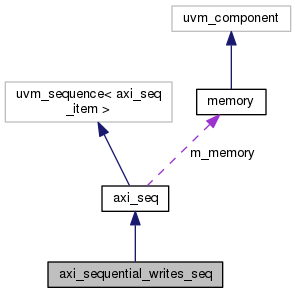 uvm_component
uvm_sequence< axi_seq
_item >
memory
m_memory
axi_seq
axi_sequential_writes_seq